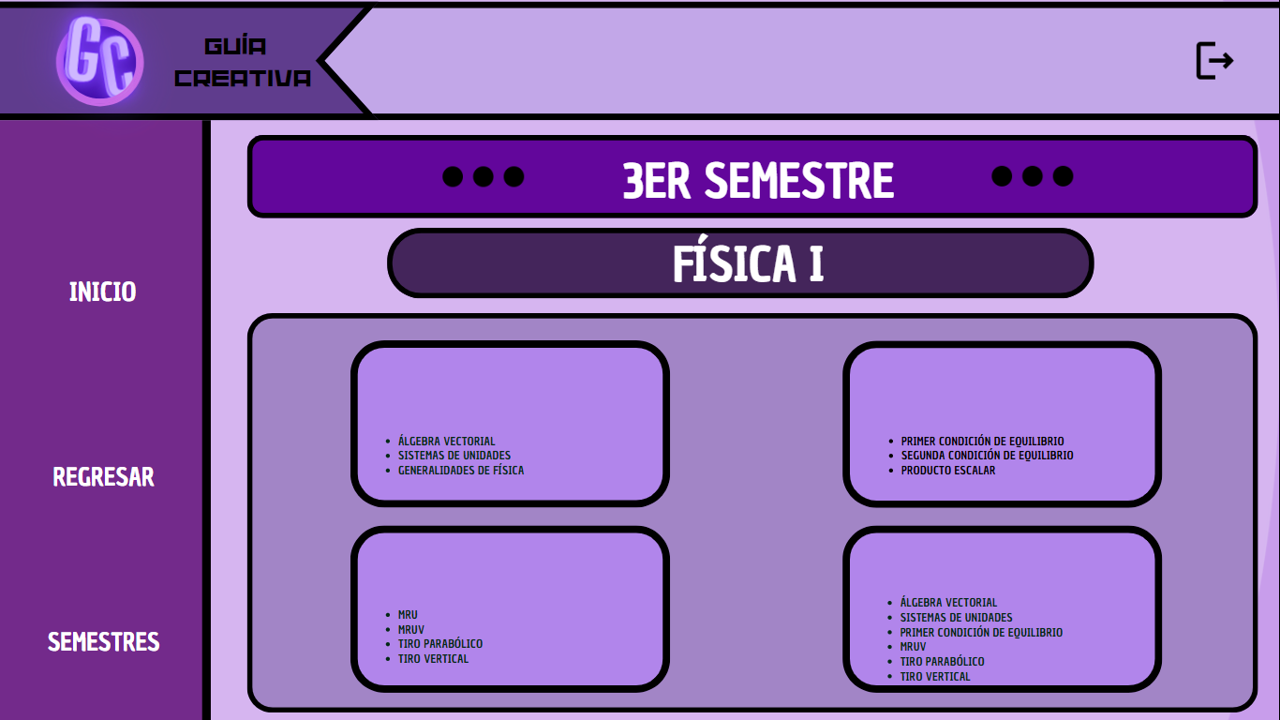 GC
GUÍA
CREATIVA
3ER SEMESTRE
FÍSICA I
INICIO
REGRESAR
SEMESTRES
• ÁLGEBRA VECTORIAL
• SISTEMAS DE UNIDADES
• GENERALIDADES DE FÍSICA
• PRIMER CONDICIÓN DE EQUILIBRIO
• SEGUNDA CONDICIÓN DE EQUILIBRIO
• PRODUCTO ESCALAR
• MRU
• MRUV
• TIRO PARABÓLICO
• TIRO VERTICAL
• ÁLGEBRA VECTORIAL
• SISTEMAS DE UNIDADES
• PRIMER CONDICIÓN DE EQUILIBRIO
• MRUV
• TIRO PARABÓLICO
• TIRO VERTICAL